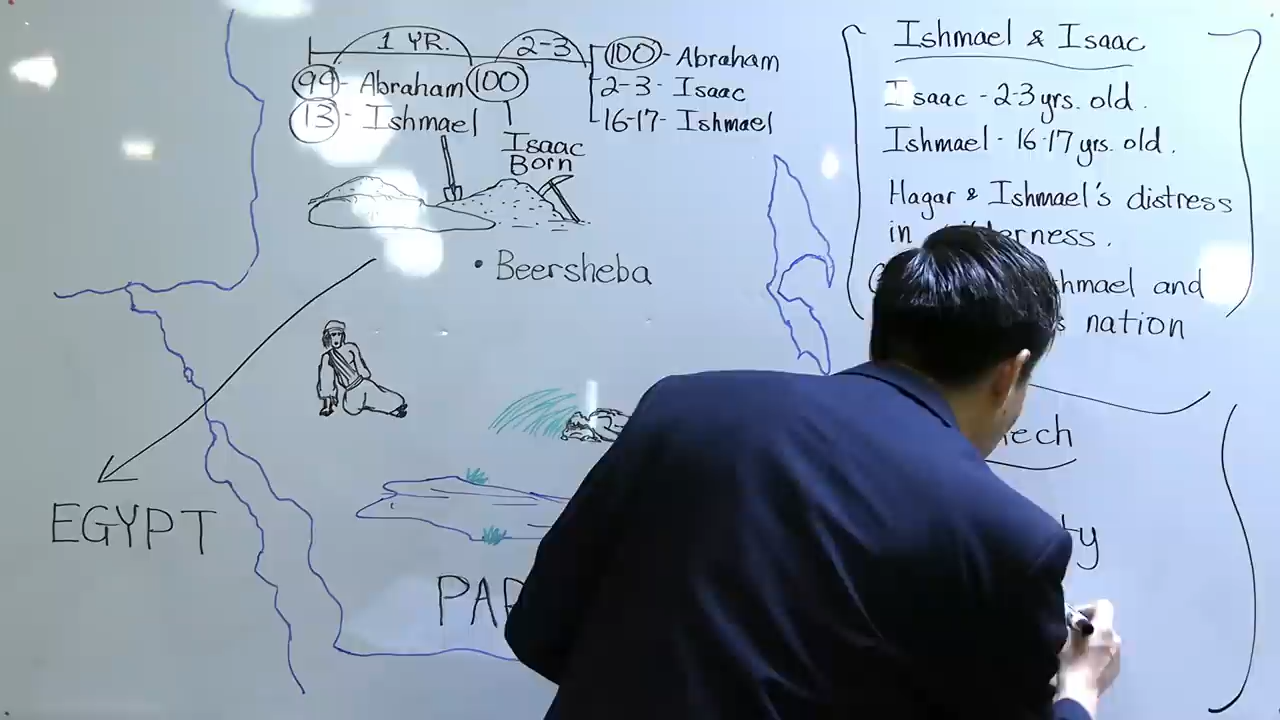 1 YR.
2-3
99 - Abraham 100
13 - Ishmael
Isaac
Born
100 - Abraham
2-3 - Isaac
16-17 - Ishmael
• Beersheba
EGYPT
Ishmael & Isaac
Isaac - 2-3 yrs. old.
Ishmael - 16-17 yrs. old.
Hagar & Ishmael's distress
in
and
nation